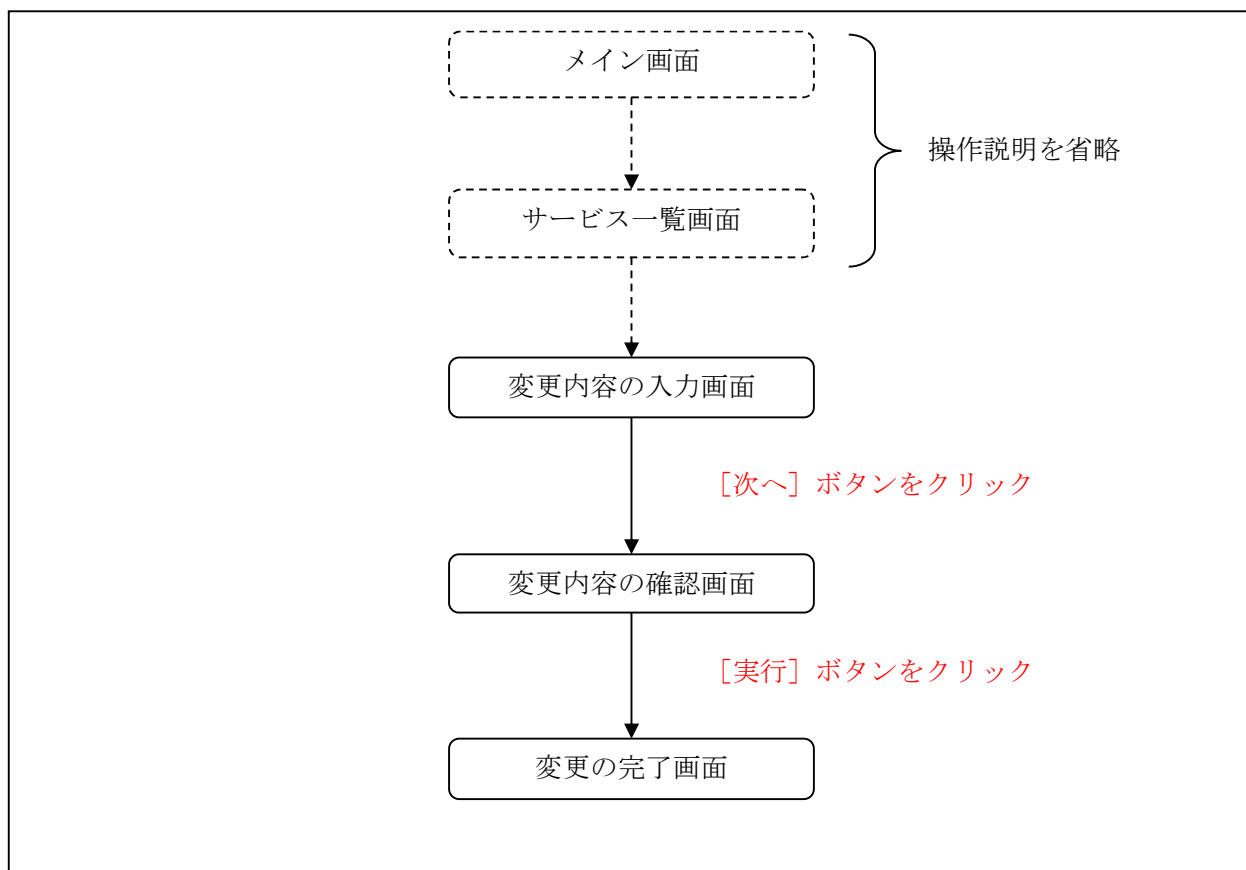 メイン画面
操作説明を省略
サービス一覧画面
変更内容の入力画面
［次へ］ボタンをクリック
変更内容の確認画面
［実行］ボタンをクリック
変更の完了画面